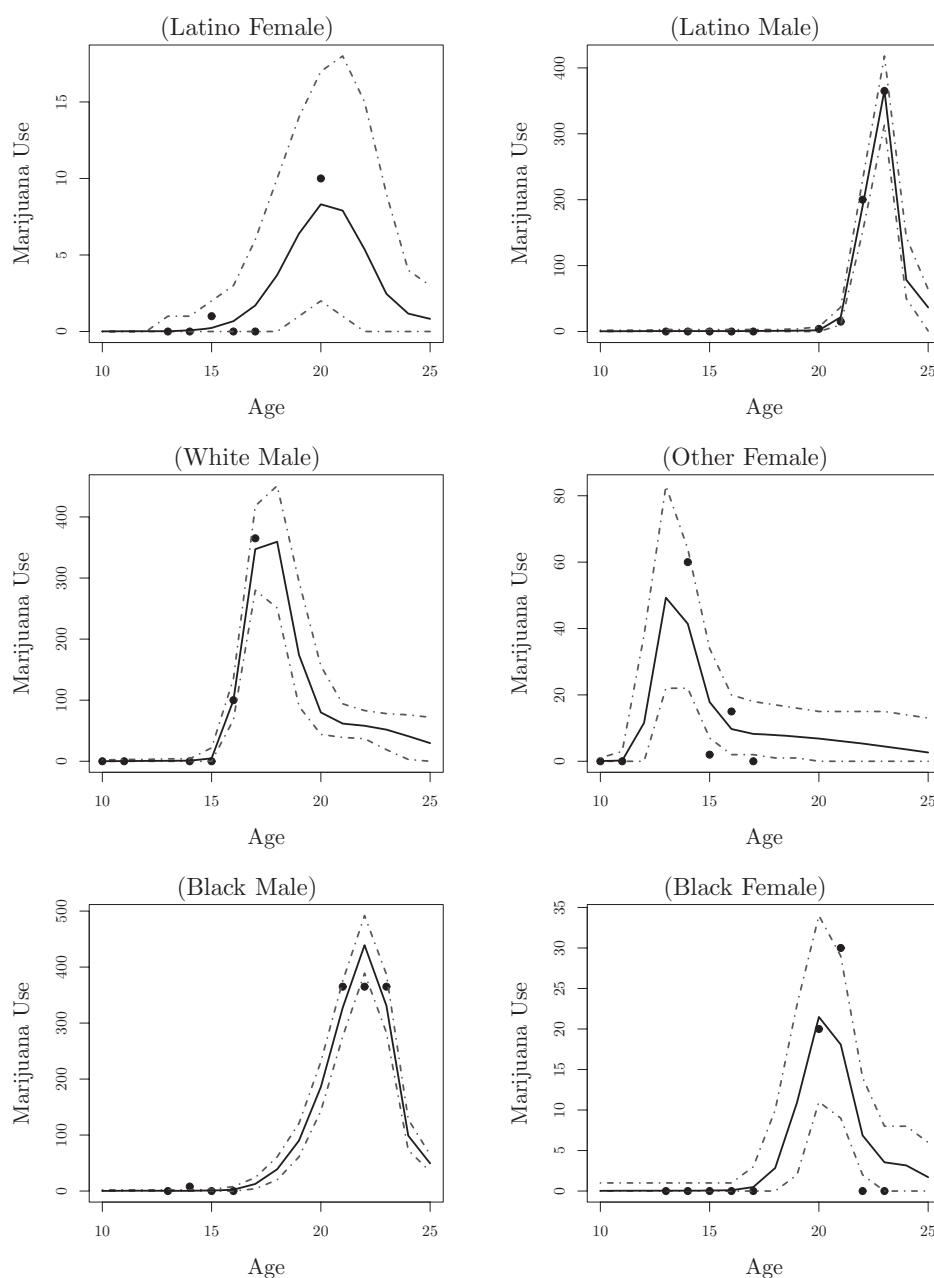 (Latino Female)
Marijuana Use
0 5 10 15
10 15 20 25
Age
(Latino Male)
Marijuana Use
0 100 200 300 400
10 15 20 25
Age
(White Male)
Marijuana Use
0 100 200 300 400
10 15 20 25
Age
(Other Female)
Marijuana Use
0 20 40 60 80
10 15 20 25
Age
(Black Male)
Marijuana Use
0 100 200 300 400 500
10 15 20 25
Age
(Black Female)
Marijuana Use
0 5 10 15 20 25 30 35
10 15 20 25
Age